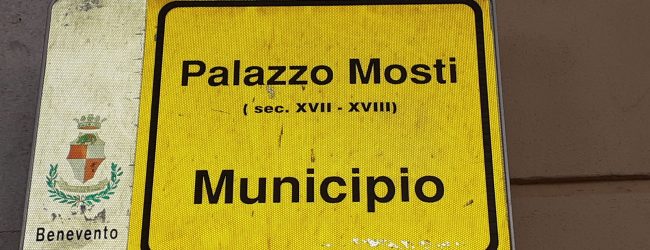 Palazzo Mosti
( sec. XVII - XVIII)
Municipio
Benevento